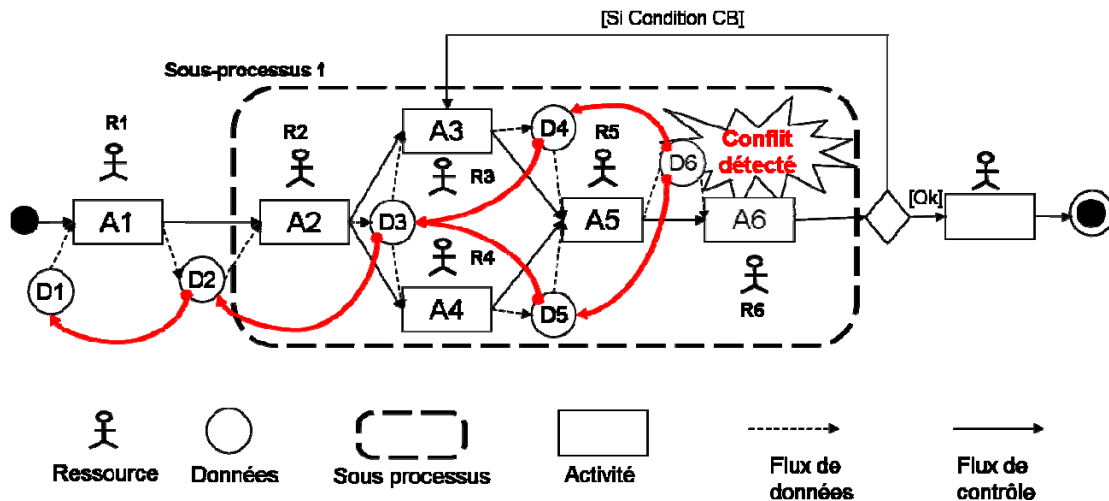 [Si Condition CB]
Sous-processus 1
R1
R2
A3
D4
R5
Conflit
détecté
D6
R3
[Ok]
A1
A2
D3
A5
A6
D1
D2
R4
A4
D5
R6
Ressource
Données
Sous processus
Activité
Flux de
données
Flux de
contrôle